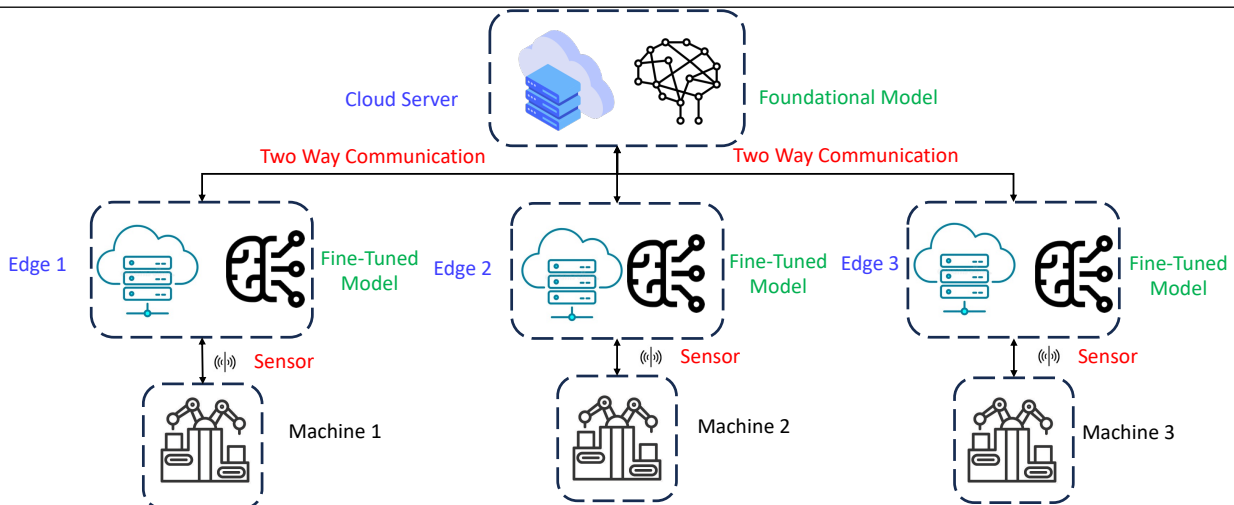 Cloud Server
Foundational Model
Two Way Communication
Two Way Communication
Edge 1
Fine-Tuned
Model
Edge 2
Fine-Tuned
Model
Edge 3
Fine-Tuned
Model
Sensor
Sensor
Sensor
Machine 1
Machine 2
Machine 3